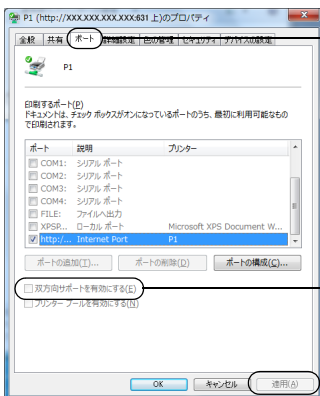 P1 (http://XXX.XXX.XXX.XXX:631 上)のプロパティ
全般 共有 ポート 詳細設定 色の管理 セキュリティ デバイスの設定
P1
印刷するポート(P)
ドキュメントは、チェック ボックスがオンになっているポートのうち、最初に利用可能なもの
で印刷されます。
ポート 説明 プリンター
COM1: シリアル ポート
COM2: シリアル ポート
COM3: シリアル ポート
COM4: シリアル ポート
FILE: ファイルへ出力
XPSP... ローカル ポート Microsoft XPS Document W...
http:/... Internet Port P1
ポートの追加(T)... ポートの削除(D) ポートの構成(C)...
双方向サポートを有効にする(E)
プリンター プールを有効にする(N)
OK キャンセル 適用(A)